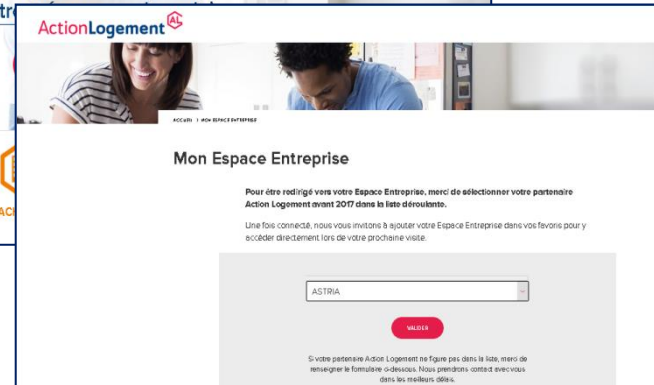 tre
ActionLogement AL
ACCUEIL > MON ESPACE ENTREPRISE
Mon Espace Entreprise
Pour être redirigé vers votre Espace Entreprise, merci de sélectionner votre partenaire
Action Logement avant 2017 dans la liste déroulante.
Une fois connecté, nous vous invitons à ajouter votre Espace Entreprise dans vos favoris pour y
accéder directement lors de votre prochaine visite.
ASTRIA
VALIDER
Si votre partenaire Action Logement ne figure pas dans la liste, merci de
renseigner le formulaire ci-dessous. Nous prendrons contact avec vous
dans les meilleurs délais.